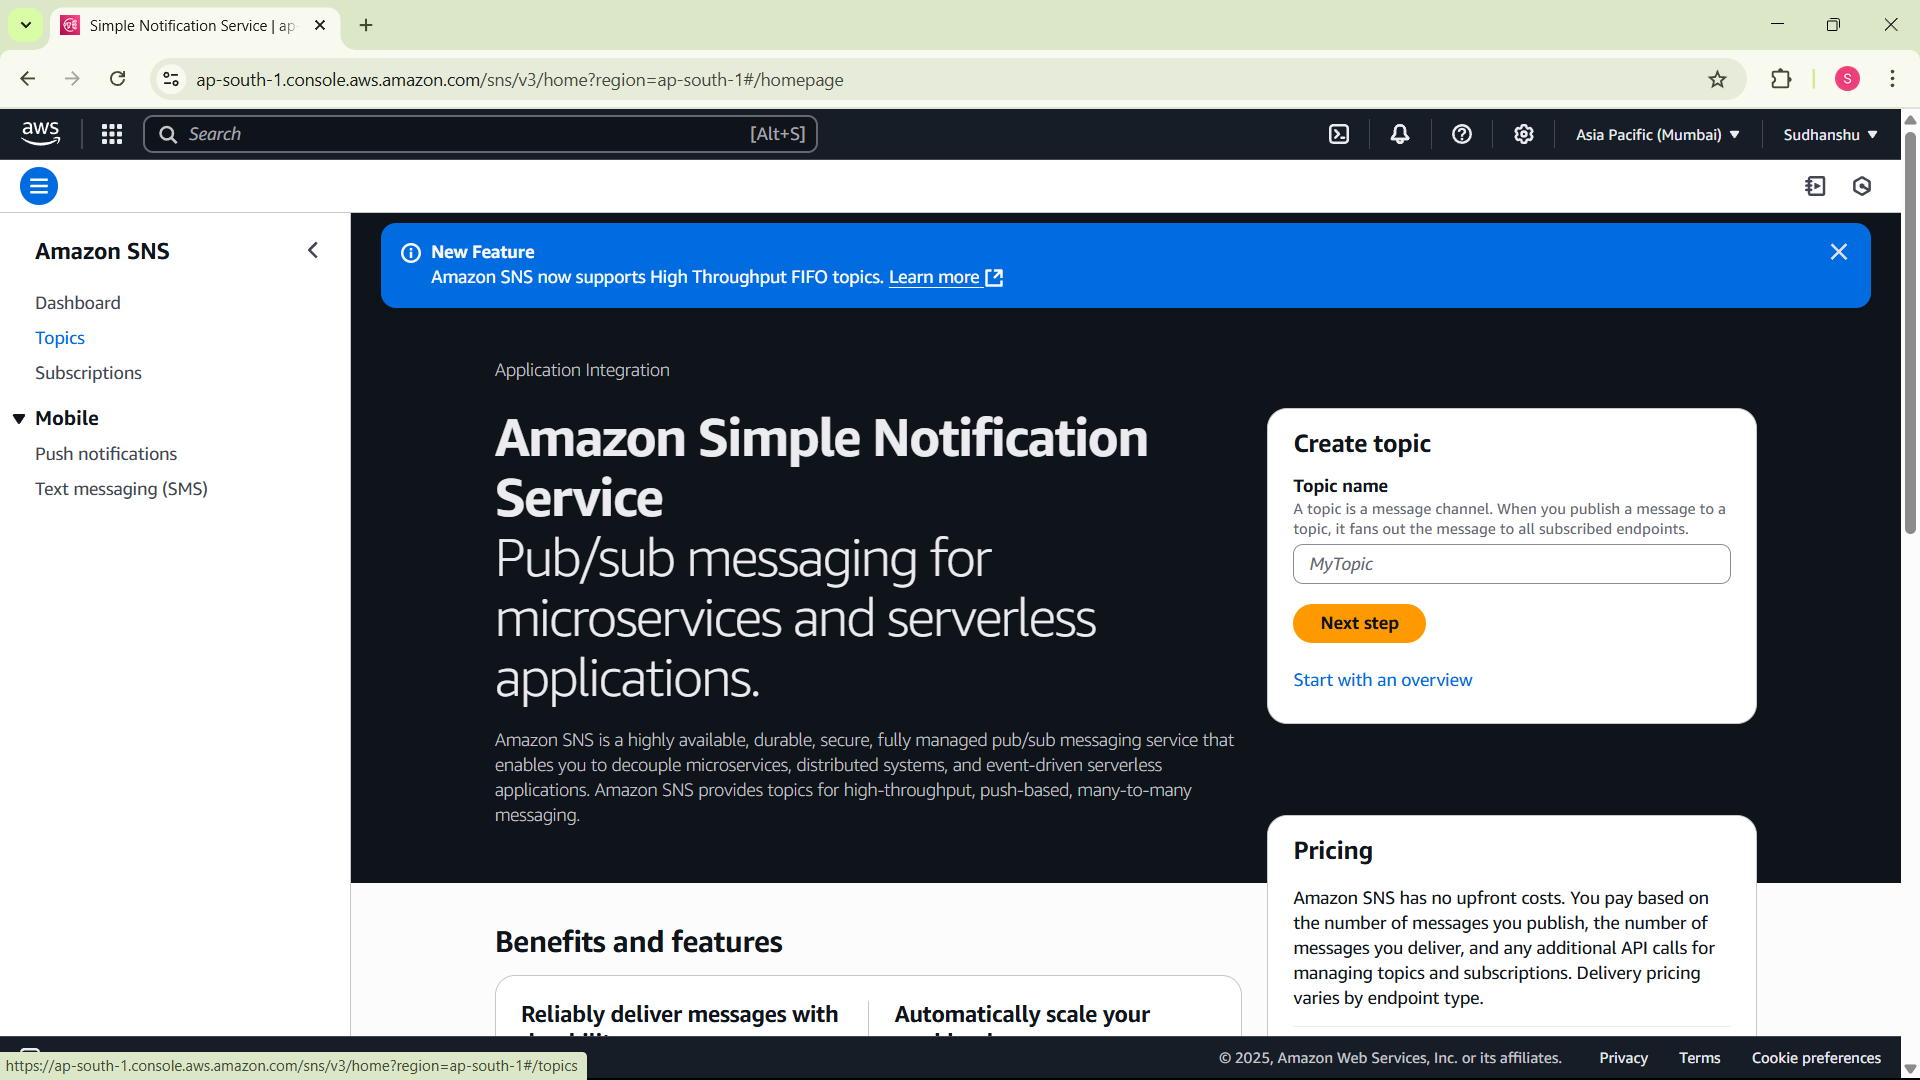 Simple Notification Service | ap-
ap-south-1.console.aws.amazon.com/sns/v3/home?region=ap-south-1#/homepage
S
aws
Search
[Alt+S]
Asia Pacific (Mumbai)
Sudhanshu
Amazon SNS
Dashboard
Topics
Subscriptions
Mobile
Push notifications
Text messaging (SMS)
New Feature
Amazon SNS now supports High Throughput FIFO topics. Learn more
Application Integration
Amazon Simple Notification
Service
Pub/sub messaging for
microservices and serverless
applications.
Amazon SNS is a highly available, durable, secure, fully managed pub/sub messaging service that
enables you to decouple microservices, distributed systems, and event-driven serverless
applications. Amazon SNS provides topics for high-throughput, push-based, many-to-many
messaging.
Create topic
Topic name
A topic is a message channel. When you publish a message to a
topic, it fans out the message to all subscribed endpoints.
MyTopic
Next step
Start with an overview
Pricing
Amazon SNS has no upfront costs. You pay based on
the number of messages you publish, the number of
messages you deliver, and any additional API calls for
managing topics and subscriptions. Delivery pricing
varies by endpoint type.
Benefits and features
Reliably deliver messages with
Automatically scale your
© 2025, Amazon Web Services, Inc. or its affiliates.
Privacy
Terms
Cookie preferences
https://ap-south-1.console.aws.amazon.com/sns/v3/home?region=ap-south-1#/topics